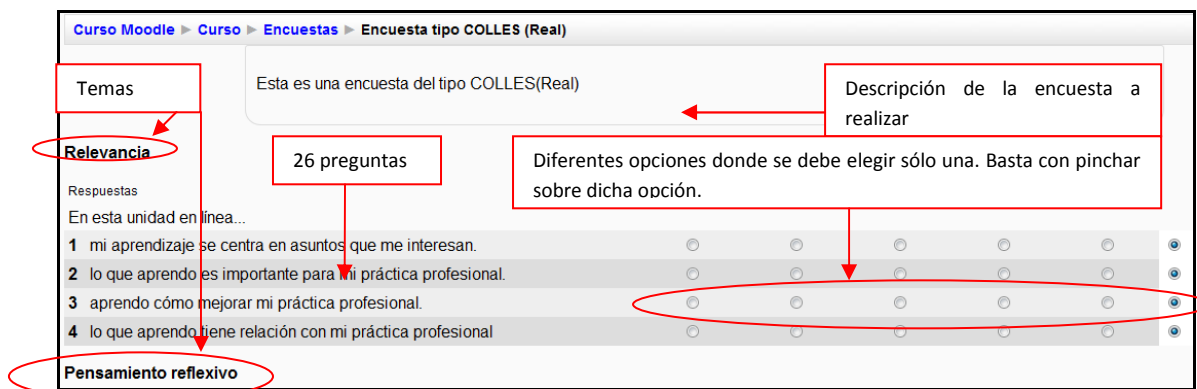 Curso Moodle ► Curso ► Encuestas ► Encuesta tipo COLLES (Real)
Temas
Esta es una encuesta del tipo COLLES(Real)
Descripción de la encuesta a
realizar
Relevancia
26 preguntas
Diferentes opciones donde se debe elegir sólo una. Basta con pinchar
sobre dicha opción.
Respuestas
En esta unidad en línea...
1 mi aprendizaje se centra en asuntos que me interesan.
2 lo que aprendo es importante para mi práctica profesional.
3 aprendo cómo mejorar mi práctica profesional.
4 lo que aprendo tiene relación con mi práctica profesional
Pensamiento reflexivo